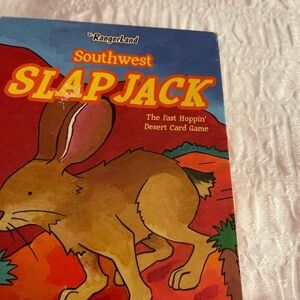 RangerLand
Southwest
SLAPJACK
The Fast Hoppin'
Desert Card Game